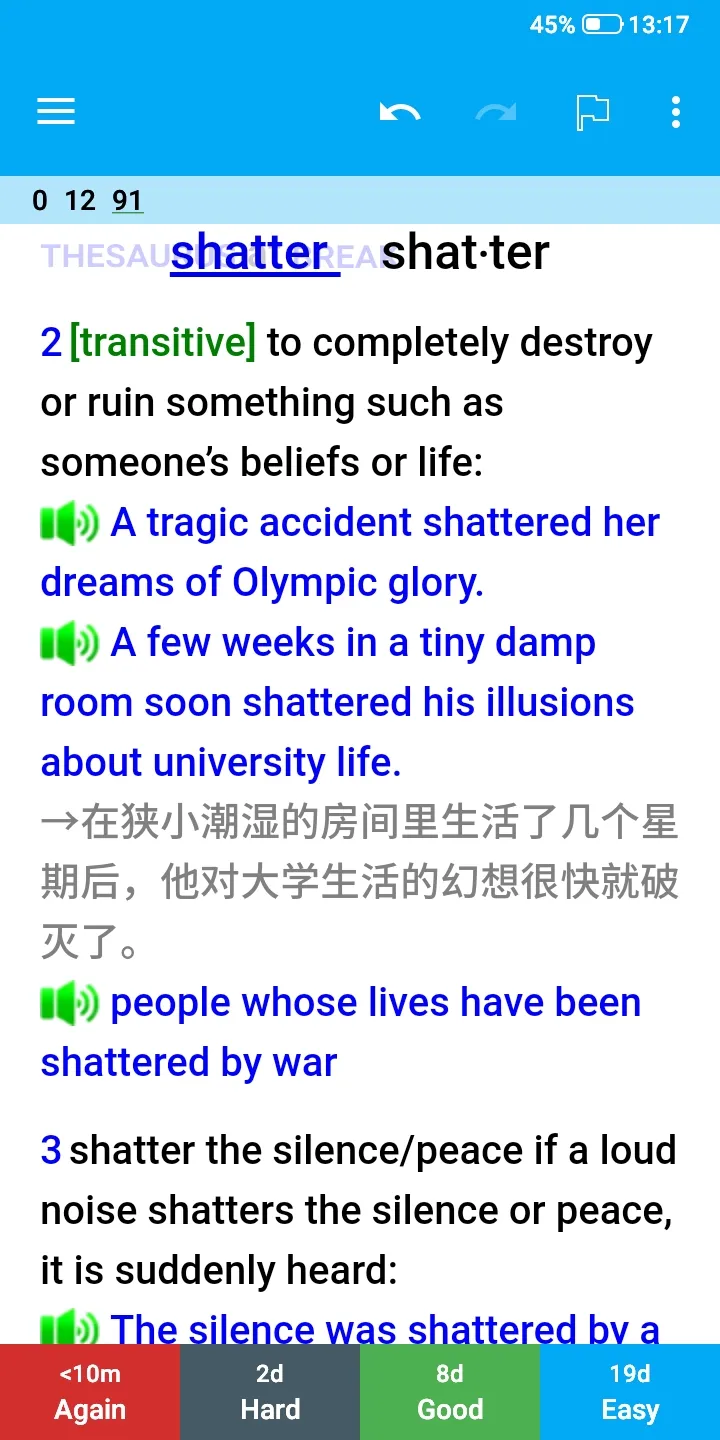 45% 13:17
0 12 91
shatter shat·ter
2 [transitive] to completely destroy
or ruin something such as
someone’s beliefs or life:
A tragic accident shattered her
dreams of Olympic glory.
A few weeks in a tiny damp
room soon shattered his illusions
about university life.
→在狭小潮湿的房间里生活了几个星
期后，他对大学生活的幻想很快就破
灭了。
people whose lives have been
shattered by war
3 shatter the silence/peace if a loud
noise shatters the silence or peace,
it is suddenly heard:
The silence was shattered by a
<10m 2d 8d 19d
Again Hard Good Easy